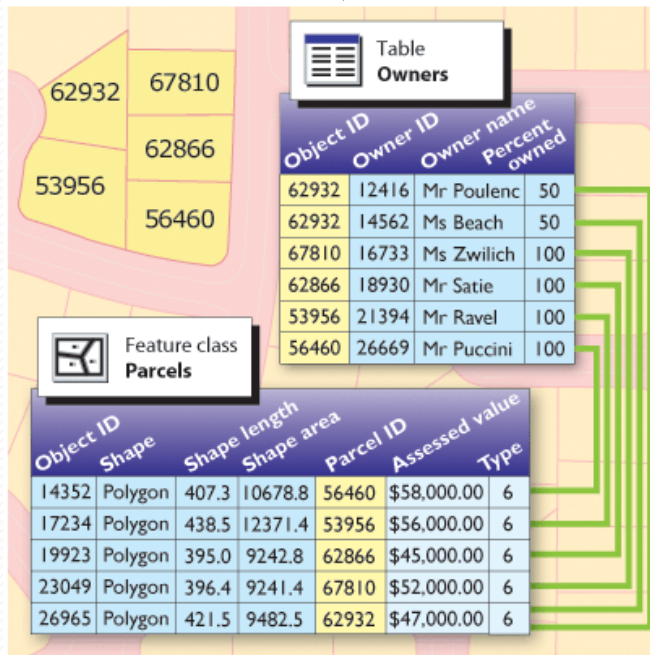 62932 67810
62866
53956
56460
Table
Owners
Object ID Owner ID Owner name Percent owned
62932 12416 Mr Poulenc 50
62932 14562 Ms Beach 50
67810 16733 Ms Zwilich 100
62866 18930 Mr Satie 100
53956 21394 Mr Ravel 100
56460 26669 Mr Puccini 100
Feature class
Parcels
Object ID Shape Shape length Shape area Parcel ID Assessed value Type
14352 Polygon 407.3 10678.8 56460 $58,000.00 6
17234 Polygon 438.5 12371.4 53956 $56,000.00 6
19923 Polygon 395.0 9242.8 62866 $45,000.00 6
23049 Polygon 396.4 9241.4 67810 $52,000.00 6
26965 Polygon 421.5 9482.5 62932 $47,000.00 6